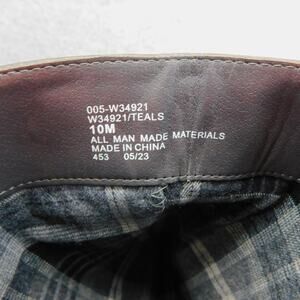 005-W34921
W34921/TEALS
10M
ALL MAN MADE MATERIALS
MADE IN CHINA
453 05/23